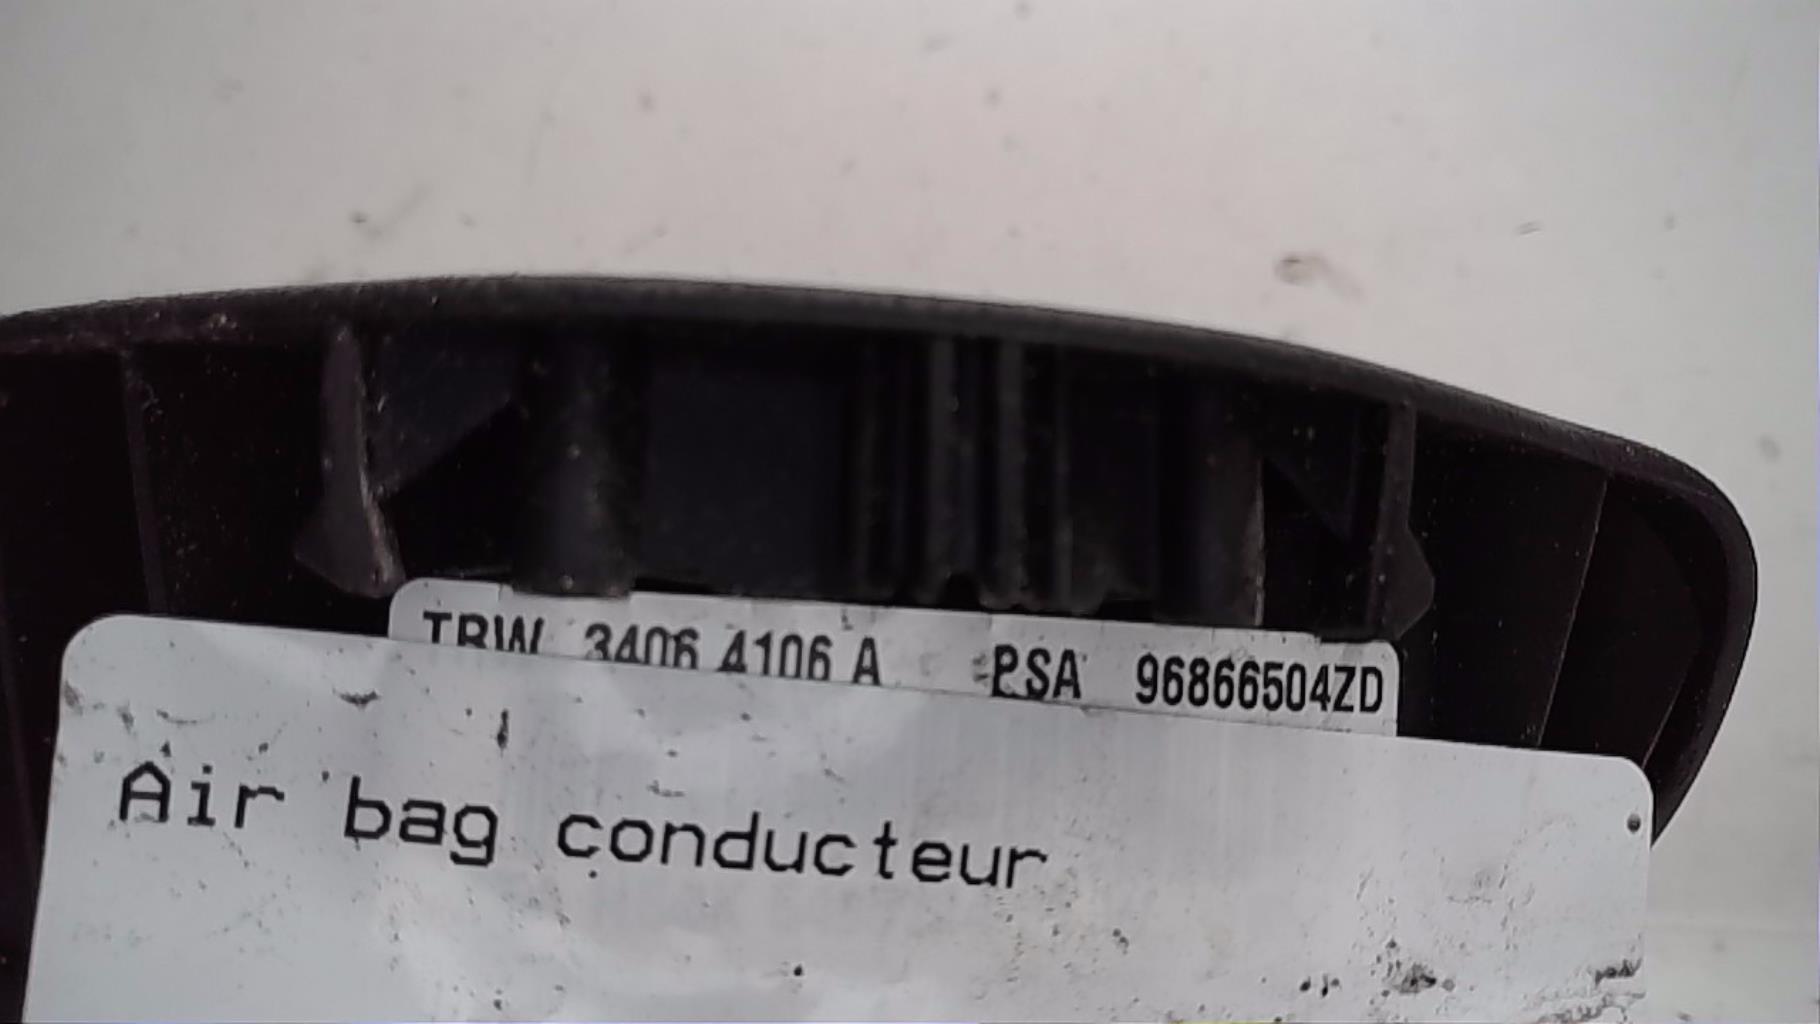 TRW 3406 4106 A PSA 96866504ZD
Air bag conducteur